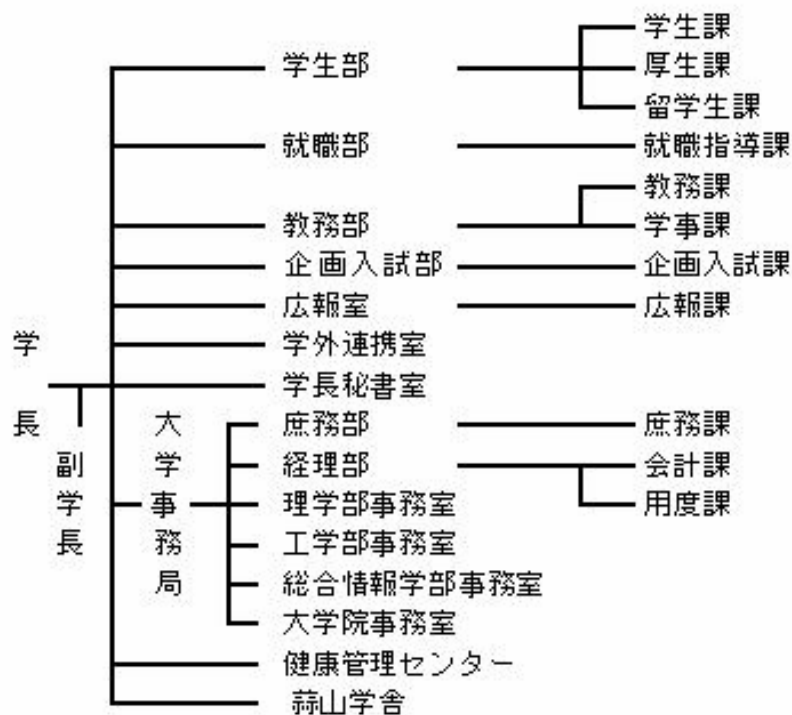 学生課
学生部 厚生課
留学生課
就職部 就職指導課
教務課
教務部 学事課
企画入試部 企画入試課
広報室 広報課
学外連携室
学長秘書室
学長
副学長
大学事務局
庶務部 庶務課
経理部 会計課
理学部事務室 用度課
工学部事務室
総合情報学部事務室
大学院事務室
健康管理センター
蒜山学舎